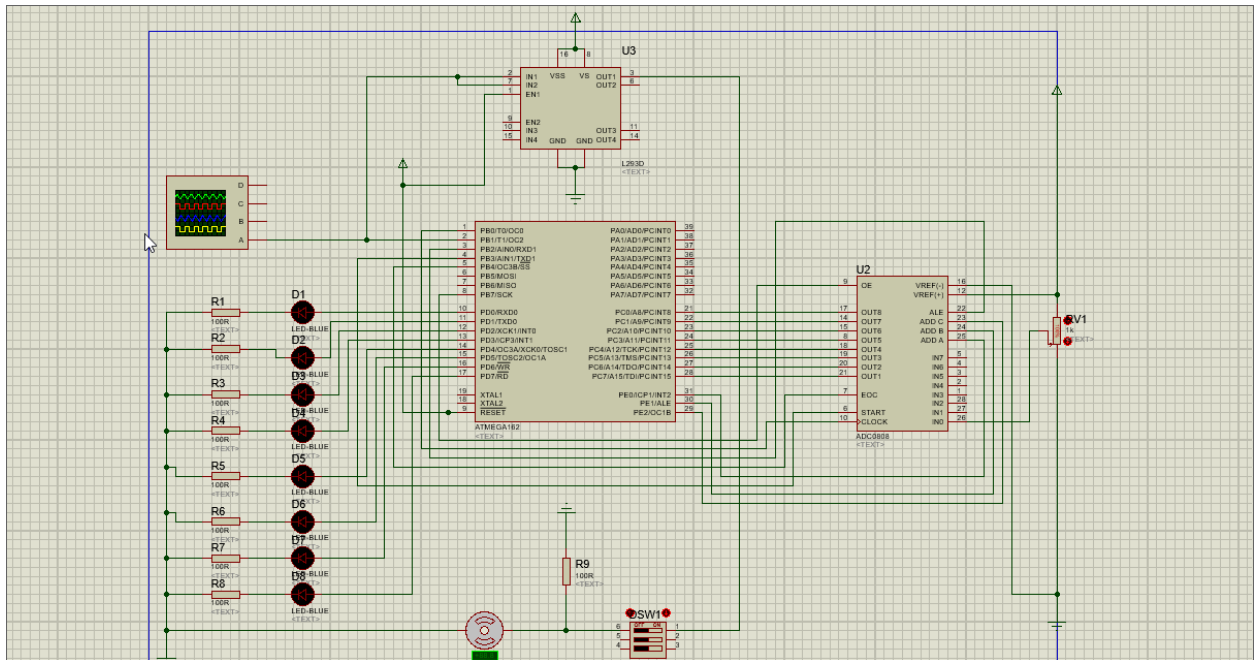 U3
16 8
2 IN1 VSS VS OUT1 3
7 IN2 OUT2 6
1 EN1
9 EN2
10 IN3 OUT3 11
15 IN4 GND GND OUT4 14
L293D
<TEXT>
D
C
B
A
1 PB0/T0/OC0 PA0/AD0/PCINT0 39
2 PB1/T1/OC2 PA1/AD1/PCINT1 38
3 PB2/AIN0/RXD1 PA2/AD2/PCINT2 37
4 PB3/AIN1/TXD1 PA3/AD3/PCINT3 36
5 PB4/OC3B/SS PA4/AD4/PCINT4 35
6 PB5/MOSI PA5/AD5/PCINT5 34
7 PB6/MISO PA6/AD6/PCINT6 33
8 PB7/SCK PA7/AD7/PCINT7 32
10 PD0/RXD0 PC0/A8/PCINT8 21
11 PD1/TXD0 PC1/A9/PCINT9 22
12 PD2/XCK1/INT0 PC2/A10/PCINT10 23
13 PD3/ICP3/INT1 PC3/A11/PCINT11 24
14 PD4/OC3A/XCK0/TOSC1 PC4/A12/TCK/PCINT12 25
15 PD5/TOSC2/OC1A PC5/A13/TMS/PCINT13 26
16 PD6/WR PC6/A14/TDO/PCINT14 27
17 PD7/RD PC7/A15/TDI/PCINT15 28
19 XTAL1 PE0/ICP1/INT2 31
18 XTAL2 PE1/ALE 30
9 RESET PE2/OC1B 29
ATMEGA162
<TEXT>
U2
9 OE VREF(-) 16
VREF(+) 12
17 OUT8 ALE 22
14 OUT7 ADD C 23
15 OUT6 ADD B 24
8 OUT5 ADD A 25
18 OUT4
19 OUT3 IN7 5
20 OUT2 IN6 4
21 OUT1 IN5 3
IN4 2
7 EOC IN3 1
IN2 28
6 START IN1 27
10 CLOCK IN0 26
ADC0808
<TEXT>
RV1
1k
R1
100R
<TEXT>
D1
LED-BLUE
R2
100R
<TEXT>
D2
LED-BLUE
R3
100R
<TEXT>
D3
LED-BLUE
R4
100R
<TEXT>
D4
LED-BLUE
R5
100R
<TEXT>
D5
LED-BLUE
R6
100R
<TEXT>
D6
LED-BLUE
R7
100R
<TEXT>
D7
LED-BLUE
R8
100R
<TEXT>
D8
LED-BLUE
<TEXT>
R9
100R
<TEXT>
DSW1
OFF ON
6 1
5 2
4 3